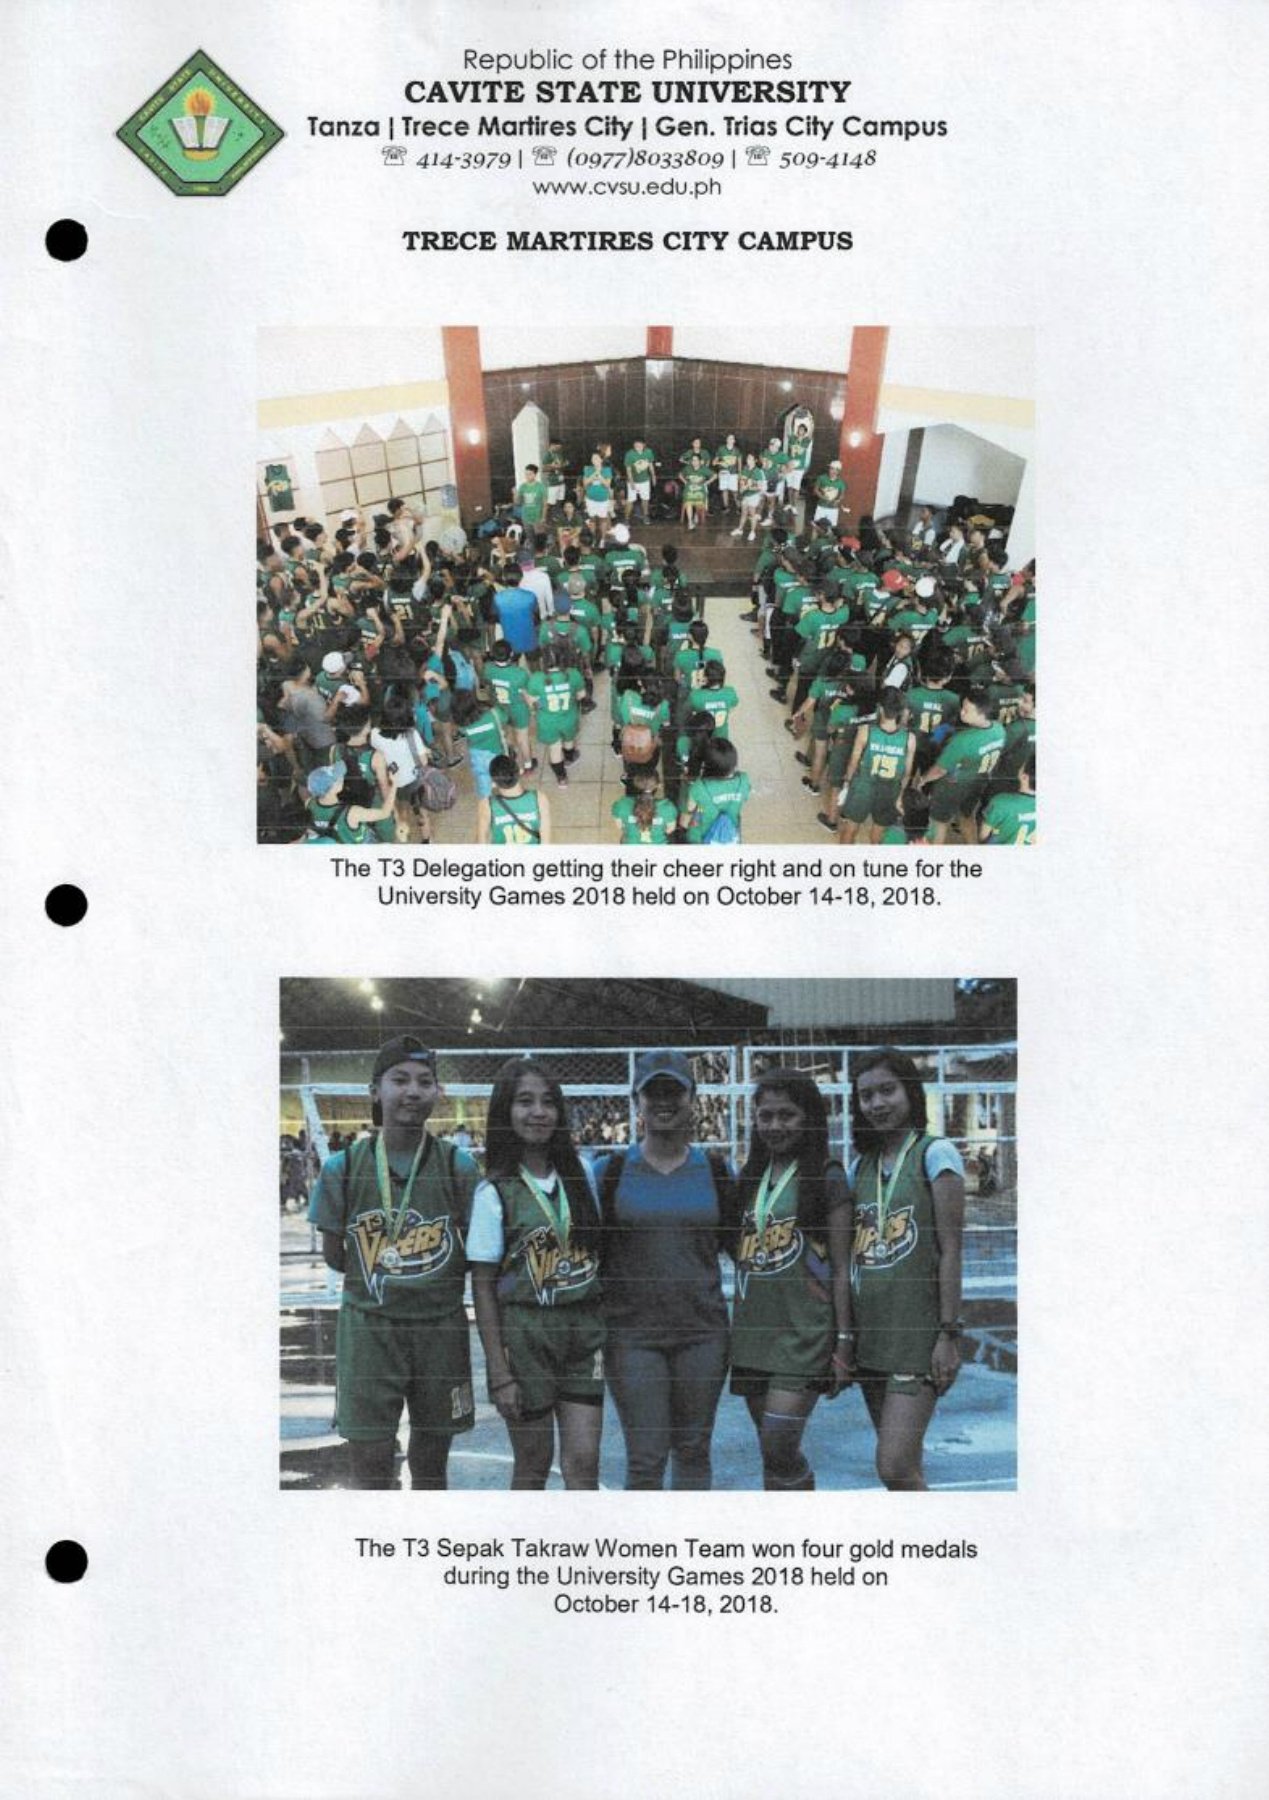 Republic of the Philippines
CAVITE STATE UNIVERSITY
Tanza | Trece Martires City | Gen. Trias City Campus
☏ 414-3979 | ☏ (0977)8033809 | ☏ 509-4148
www.cvsu.edu.ph
TRECE MARTIRES CITY CAMPUS
27
15
The T3 Delegation getting their cheer right and on tune for the
University Games 2018 held on October 14-18, 2018.
T3
VIPERS
T3
The T3 Sepak Takraw Women Team won four gold medals
during the University Games 2018 held on
October 14-18, 2018.